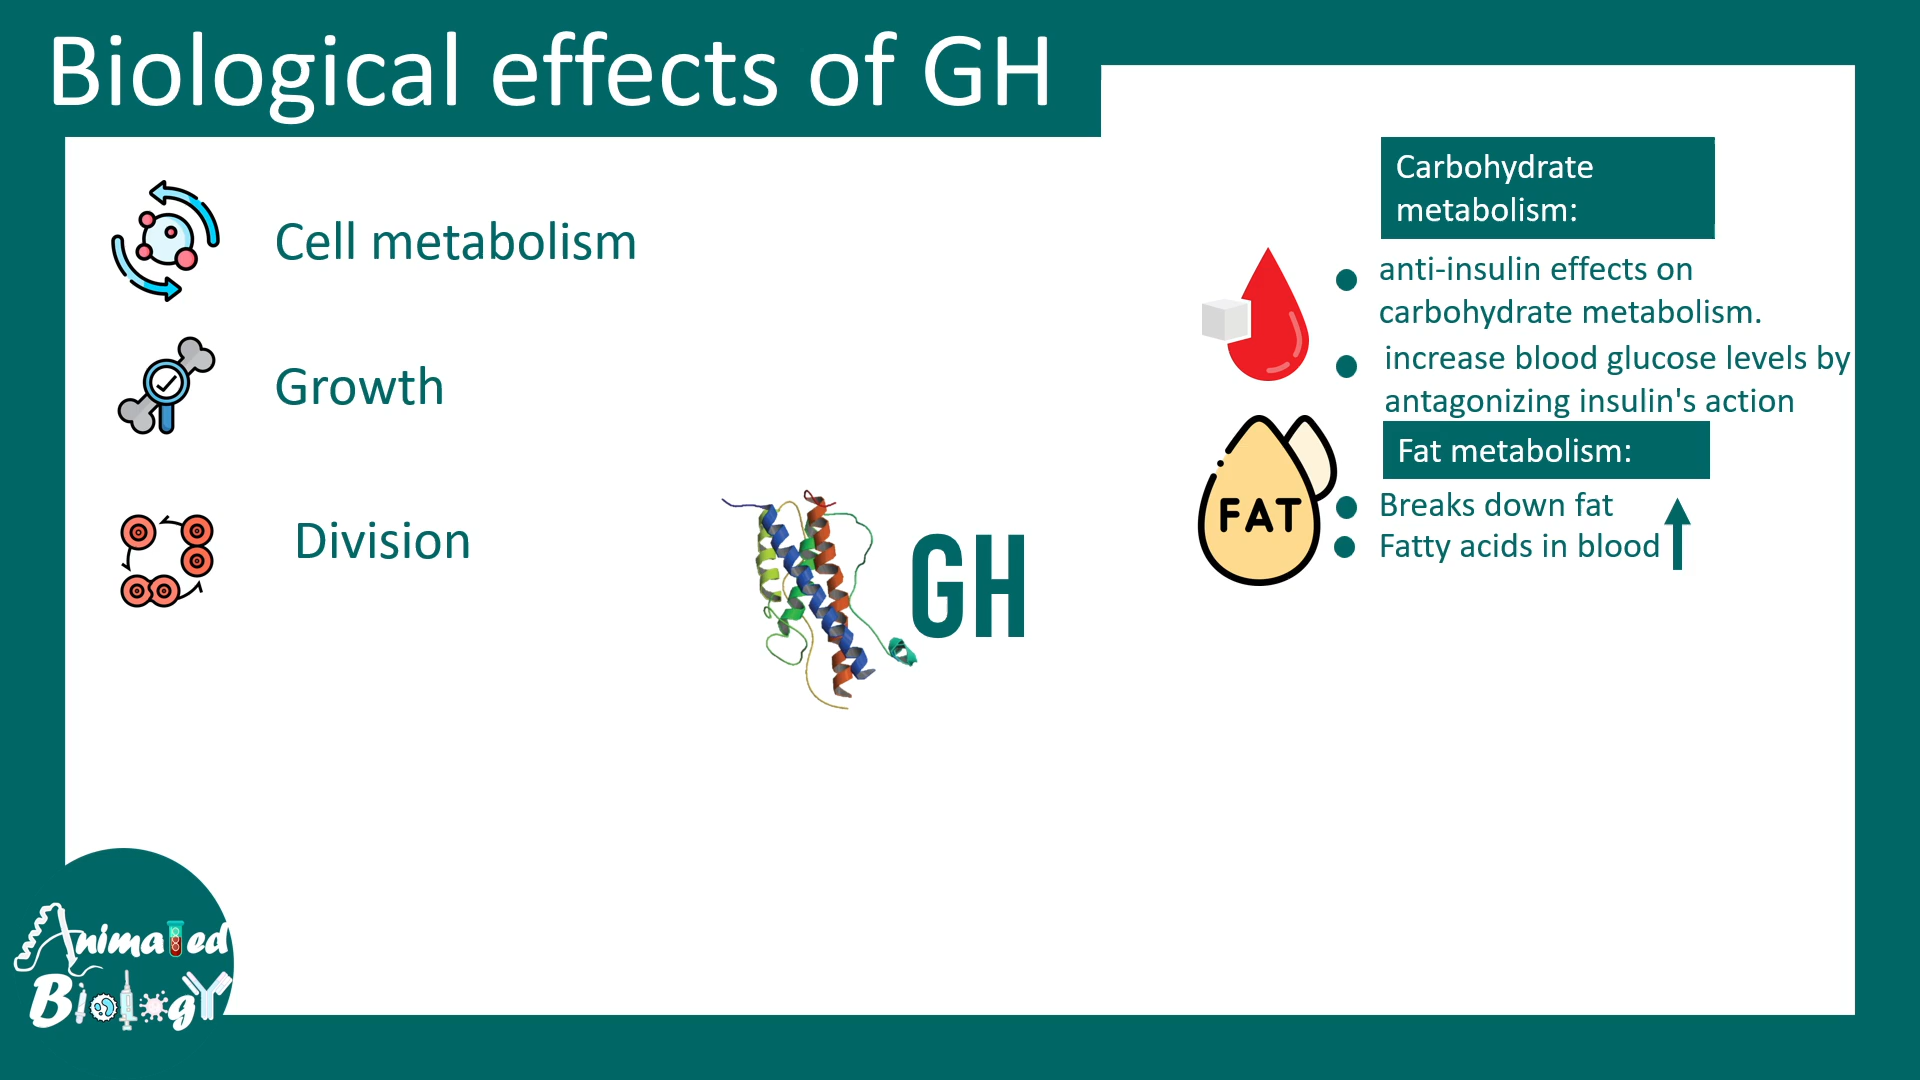 Biological effects of GH
Cell metabolism
Growth
Division
GH
Carbohydrate
metabolism:
anti-insulin effects on
carbohydrate metabolism.
increase blood glucose levels by
antagonizing insulin's action
Fat metabolism:
FAT
Breaks down fat
Fatty acids in blood
Animated
Biology